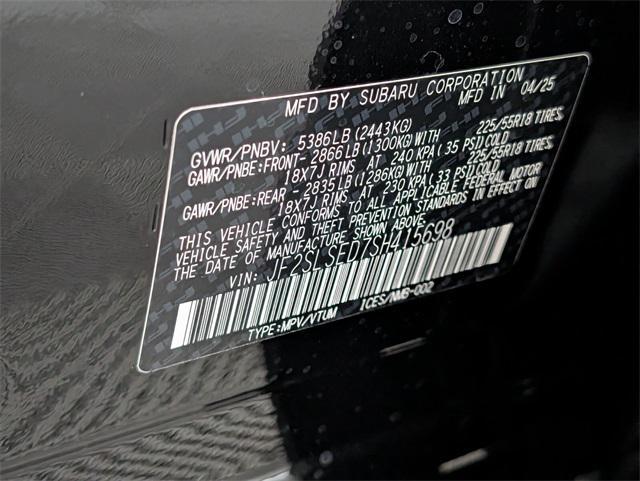 MFD BY SUBARU CORPORATION
MFD IN 04/25
GVWR/PNBV: 5386LB(2443KG)
GAWR/PNBE:FRONT- 2866LB(1300KG)WITH 225/55R18 TIRES,
18X7J RIMS AT 240 KPA(35 PSI)COLD
GAWR/PNBE:REAR - 2835LB(1286KG)WITH 225/55R18 TIRES,
18X7J RIMS AT 230 KPA(33 PSI)COLD
THIS VEHICLE CONFORMS TO ALL APPLICABLE FEDERAL MOTOR
VEHICLE SAFETY AND THEFT PREVENTION STANDARDS IN EFFECT ON
THE DATE OF MANUFACTURE SHOWN ABOVE.
VIN: JF2SLSED7SH415698
TYPE:MPV/VTUM ICES/NMB-002